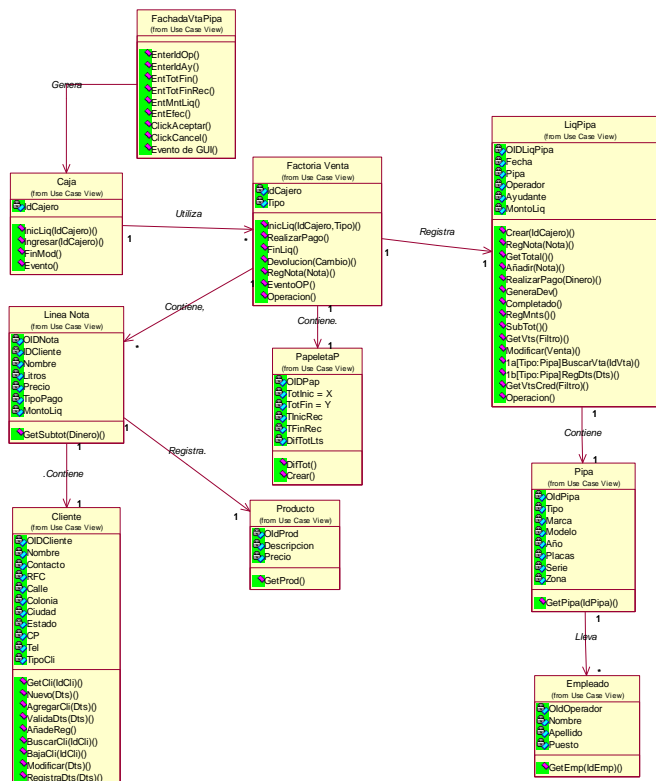 FachadaVtaPipa
(from Use Case View)
EnterIdOp()
EnterIdAy()
EntTotFin()
EntTotFinRec()
EntMntLiq()
EntEfec()
ClickAceptar()
ClickCancel()
Evento de GUI()
Genera
Caja
(from Use Case View)
IdCajero
InicLiq(IdCajero)()
Ingresar(IdCajero)()
FinMod()
Evento()
1
Utiliza
*
Factoria Venta
(from Use Case View)
IdCajero
Tipo
InicLiq(IdCajero,Tipo)()
RealizarPago()
FinLiq()
Devolucion(Cambio)()
RegNota(Nota)()
EventoOP()
Operacion()
1
Registra
1
LiqPipa
(from Use Case View)
OIDLiqPipa
Fecha
Pipa
Operador
Ayudante
MontoLiq
Crear(IdCajero)()
RegNota(Nota)()
GetTotal()()
Añadir(Nota)()
RealizarPago(Dinero)()
GeneraDev()
Completado()
RegMnts()()
SubTot()()
GetVts(Filtro)()
Modificar(Venta)()
1a[Tipo:Pipa]BuscarVta(IdVta)()
1b[Tipo:Pipa]RegDts(Dts)()
GetVtsCred(Filtro)()
Operacion()
1
Contiene,
*
1
Contiene.
1
Linea Nota
(from Use Case View)
OIDNota
IDCliente
Nombre
Litros
Precio
TipoPago
MontoLiq
GetSubtot(Dinero)()
1
1
PapeletaP
(from Use Case View)
OIDPap
TotInic = X
TotFin = Y
TInicRec
TFinRec
DifTotLts
DifTot()
Crear()
1
Contiene
1
Registra.
1
.Contiene
1
Pipa
(from Use Case View)
OIdPipa
Tipo
Marca
Modelo
Año
Placas
Serie
Zona
GetPipa(IdPipa)()
1
Cliente
(from Use Case View)
OIDCliente
Nombre
Contacto
RFC
Calle
Colonia
Ciudad
Estado
CP
Tel
TipoCli
GetCli(IdCli)()
Nuevo(Dts)()
AgregarCli(Dts)()
ValidaDts(Dts)()
AñadeReg()
BuscarCli(IdCli)()
BajaCli(IdCli)()
Modificar(Dts)()
RegistraDts(Dts)()
Producto
(from Use Case View)
OIdProd
Descripcion
Precio
GetProd()
Lleva
*
Empleado
(from Use Case View)
OIdOperador
Nombre
Apellido
Puesto
GetEmp(IdEmp)()